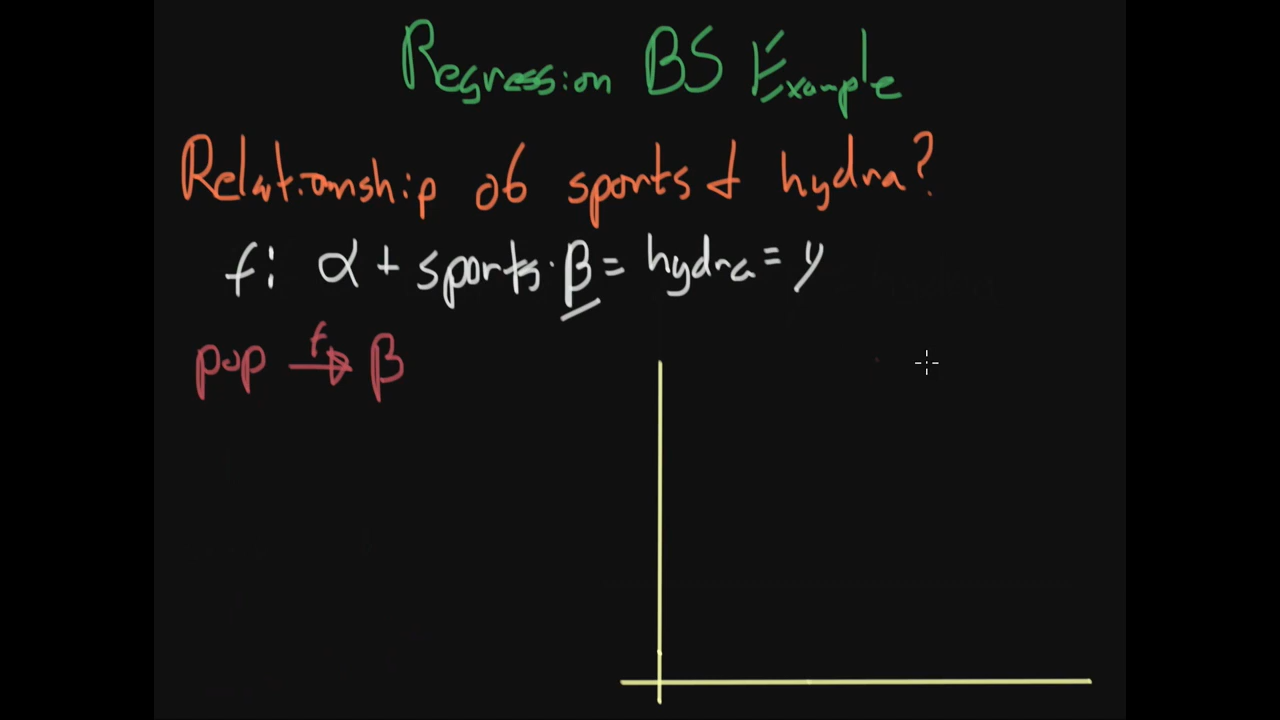 Regression BS Example
Relationship of sports & hydra?
f: α + sports · β = hydra = y
pop f→ β